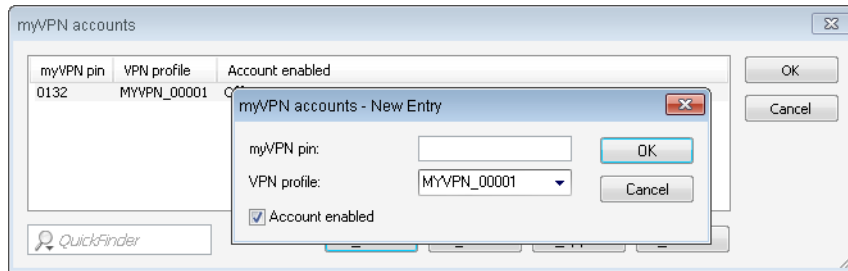 myVPN accounts
myVPN pin VPN profile Account enabled
0132 MYVPN_00001
OK
Cancel
myVPN accounts - New Entry
myVPN pin:
OK
VPN profile: MYVPN_00001
Cancel
Account enabled
QuickFinder